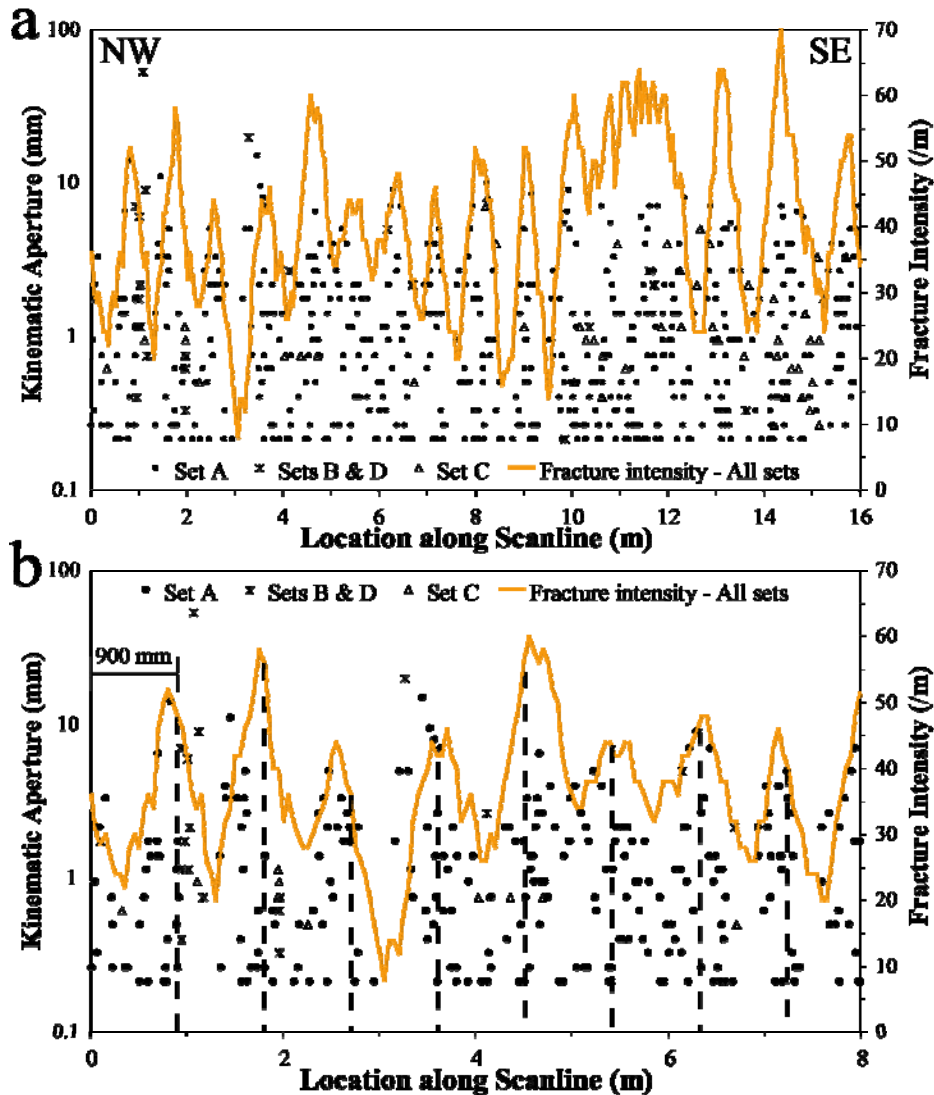 a
NW
SE
Kinematic Aperture (mm)
100
10
1
0.1
Fracture Intensity (/m)
70
60
50
40
30
20
10
0
Set A Sets B & D Set C Fracture intensity - All sets
0 2 4 6 8 10 12 14 16
Location along Scanline (m)
b
Set A Sets B & D Set C Fracture intensity - All sets
900 mm
Kinematic Aperture (mm)
100
10
1
0.1
Fracture Intensity (/m)
70
60
50
40
30
20
10
0
0 2 4 6 8
Location along Scanline (m)